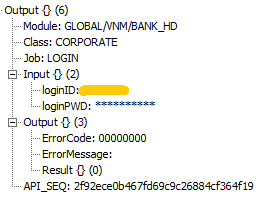 Output {} (6)
Module: GLOBAL/VNM/BANK_HD
Class: CORPORATE
Job: LOGIN
Input {} (2)
loginID:
loginPWD: **********
Output {} (3)
ErrorCode: 00000000
ErrorMessage:
Result {} (0)
API_SEQ: 2f92ece0b467fd69c9c26884cf364f19